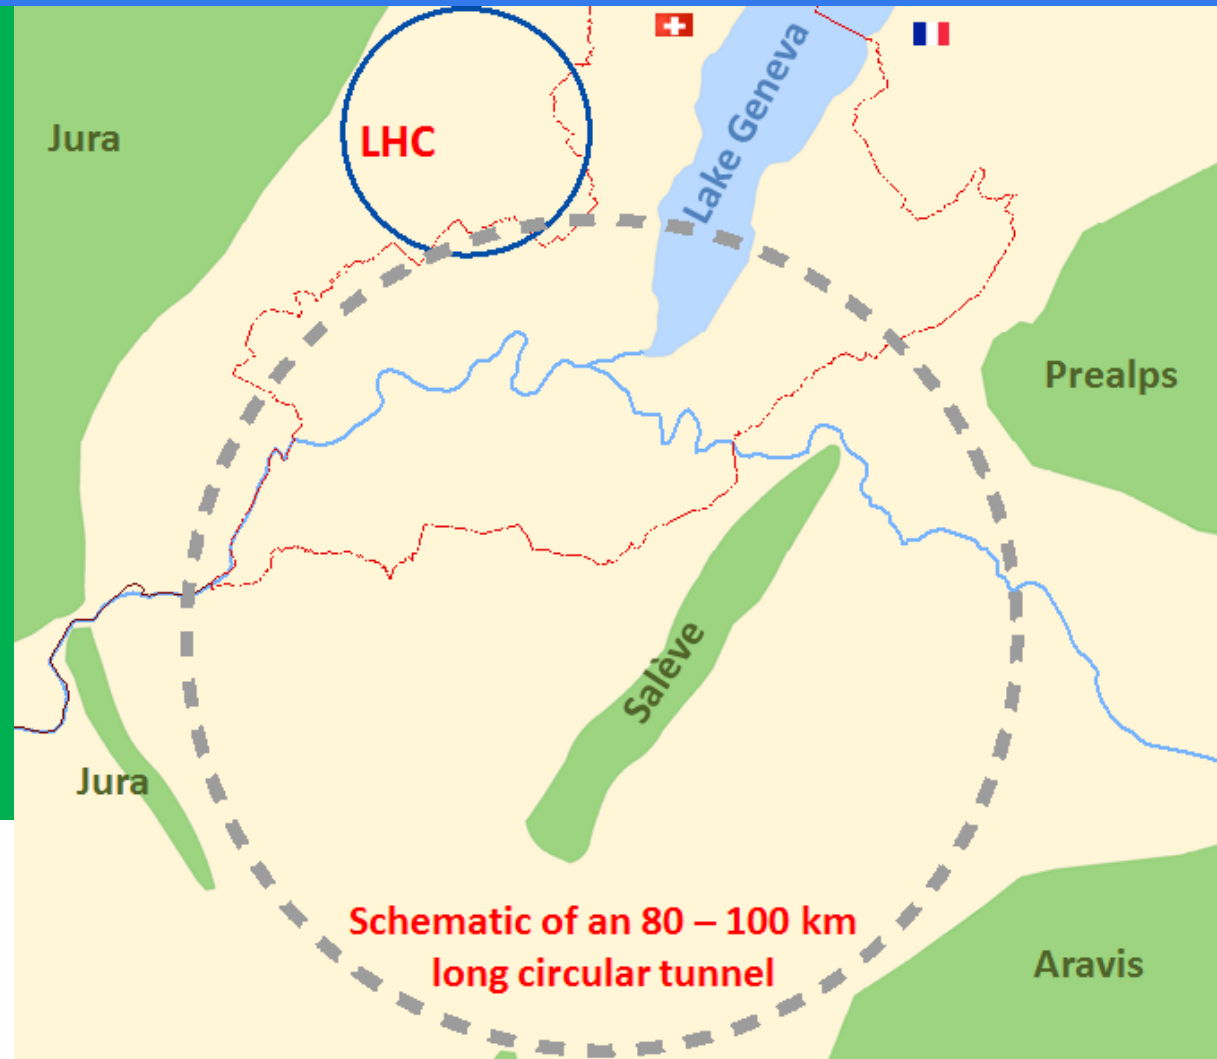 Jura
LHC
Lake Geneva
Prealps
Salève
Jura
Schematic of an 80 – 100 km
long circular tunnel
Aravis